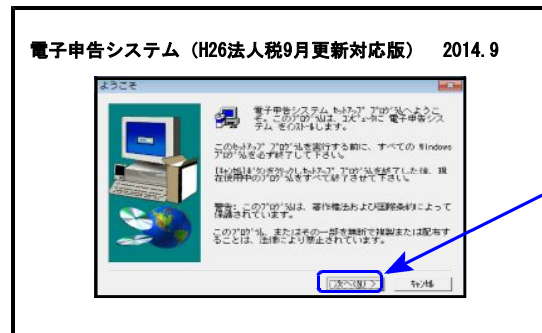 電子申告システム（H26法人税9月更新対応版）　2014.9
ようこそ
電子申告システム ｾｯﾄｱｯﾌﾟ ﾌﾟﾛｸﾞﾗﾑへようこ
そ。このﾌﾟﾛｸﾞﾗﾑは、ｺﾝﾋﾟｭｰﾀに 電子申告シス
テム をｲﾝｽﾄｰﾙします。
このｾｯﾄｱｯﾌﾟ ﾌﾟﾛｸﾞﾗﾑを実行する前に、すべての Windows
ﾌﾟﾛｸﾞﾗﾑを必ず終了して下さい。
[ｷｬﾝｾﾙ]ﾎﾞﾀﾝをｸﾘｯｸしｾｯﾄｱｯﾌﾟ ﾌﾟﾛｸﾞﾗﾑを終了した後、現
在使用中のﾌﾟﾛｸﾞﾗﾑをすべて終了させて下さい。
警告: このﾌﾟﾛｸﾞﾗﾑは、著作権法および国際条約によって
保護されています。
このﾌﾟﾛｸﾞﾗﾑ、またはその一部を無断で複製または配布す
ることは、法律により禁止されています。
次へ(N) >
ｷｬﾝｾﾙ